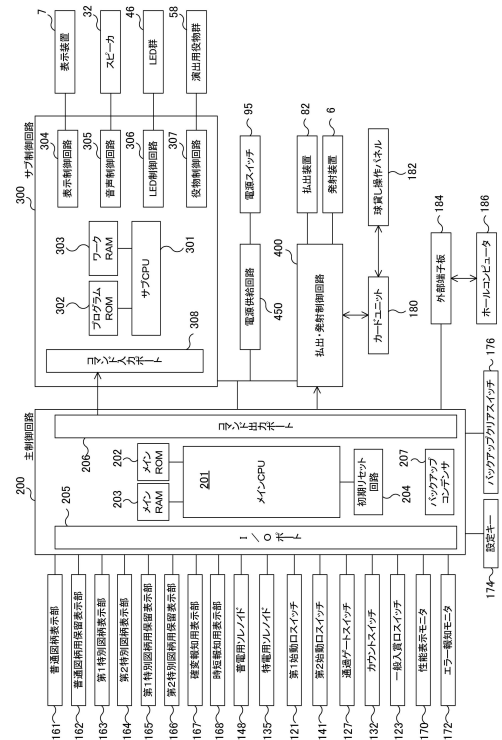 200
主制御回路
205
I/Oポート
206
コマンド出力ポート
203
メイン
RAM
202
メイン
ROM
201
メインCPU
初期リセット
回路
204
207
バックアップ
コンデンサ
161
普通図柄表示部
162
普通図柄用保留表示部
163
第1特別図柄表示部
164
第2特別図柄表示部
165
第1特別図柄用保留表示部
166
第2特別図柄用保留表示部
167
確変報知用表示部
168
時短報知用表示部
148
普電用ソレノイド
135
特電用ソレノイド
121
第1始動口スイッチ
141
第2始動口スイッチ
127
通過ゲートスイッチ
132
カウントスイッチ
123
一般入賞口スイッチ
170
性能表示モニタ
172
エラー報知モニタ
174
設定キー
176
バックアップクリアスイッチ
300
サブ制御回路
308
コマンド入力ポート
302
プログラム
ROM
303
ワーク
RAM
サブCPU
301
304
表示制御回路
305
音声制御回路
306
LED制御回路
307
役物制御回路
7
表示装置
32
スピーカ
46
LED群
58
演出用役物群
電源供給回路
450
95
電源スイッチ
400
払出・発射制御回路
82
払出装置
6
発射装置
カードユニット
180
球貸し操作パネル
182
外部端子板
184
ホールコンピュータ
186